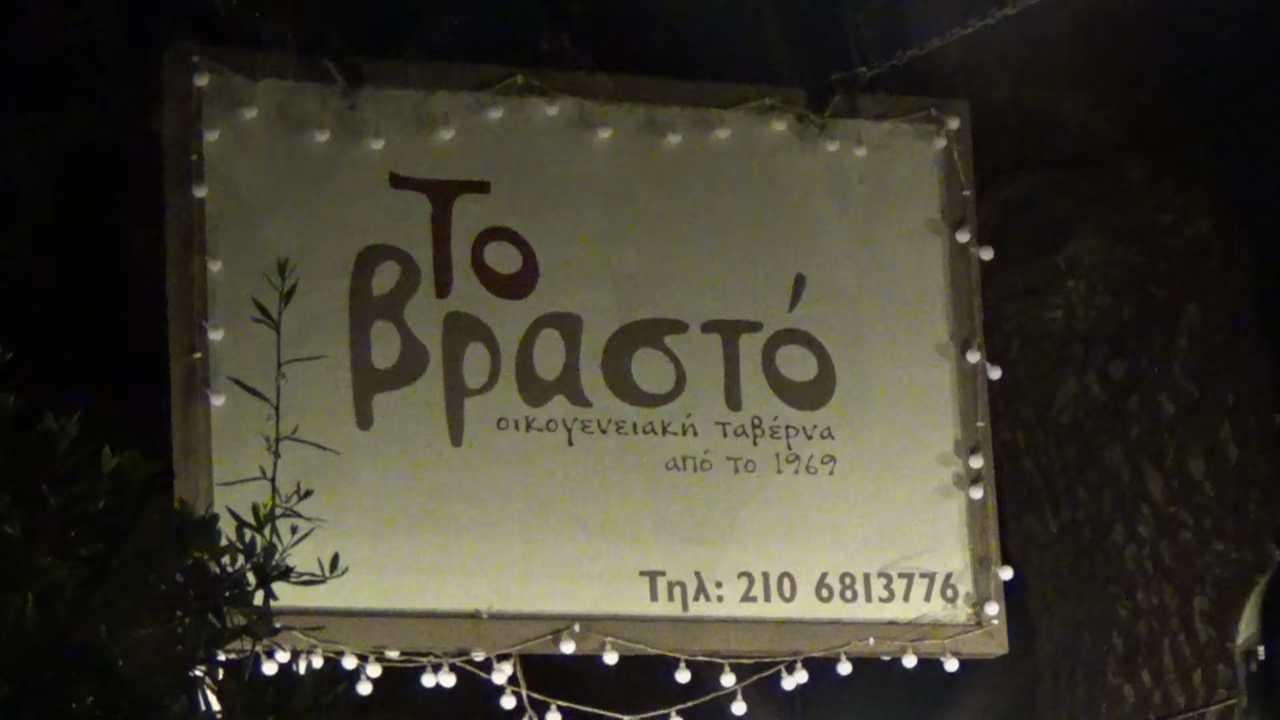 Το
βραστό
οικογενειακή ταβέρνα
από το 1969
Τηλ: 210 6813776